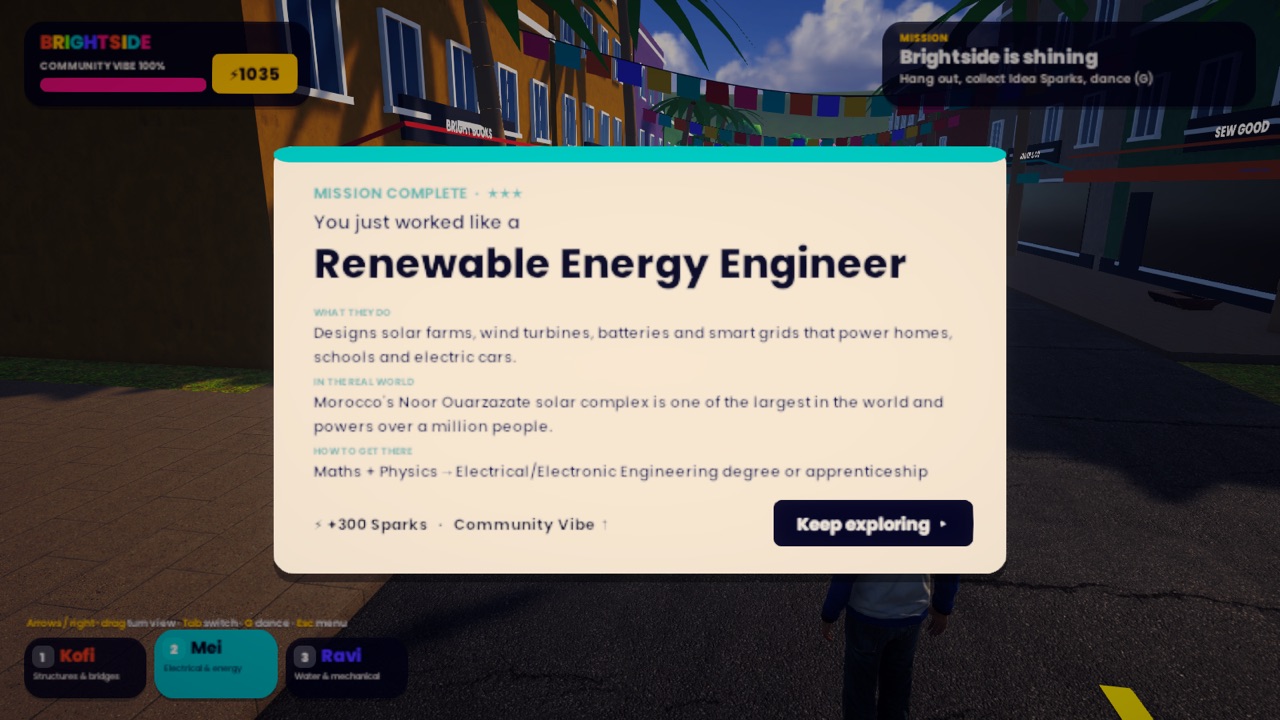 BRIGHTSIDE
COMMUNITY VIBE 100%
⚡1035
MISSION
Brightside is shining
Hang out, collect Idea Sparks, dance (G)
BRIGHT BOOKS
SEW GOOD
MISSION COMPLETE · ★★★
You just worked like a
Renewable Energy Engineer
WHAT THEY DO
Designs solar farms, wind turbines, batteries and smart grids that power homes,
schools and electric cars.
IN THE REAL WORLD
Morocco's Noor Ouarzazate solar complex is one of the largest in the world and
powers over a million people.
HOW TO GET THERE
Maths + Physics → Electrical/Electronic Engineering degree or apprenticeship
⚡ +300 Sparks · Community Vibe ↑
Keep exploring ▸
Arrows / right-drag turn view · Tab switch · G dance · Esc menu
1 Kofi
Structures & bridges
2 Mei
Electrical & energy
3 Ravi
Water & mechanical